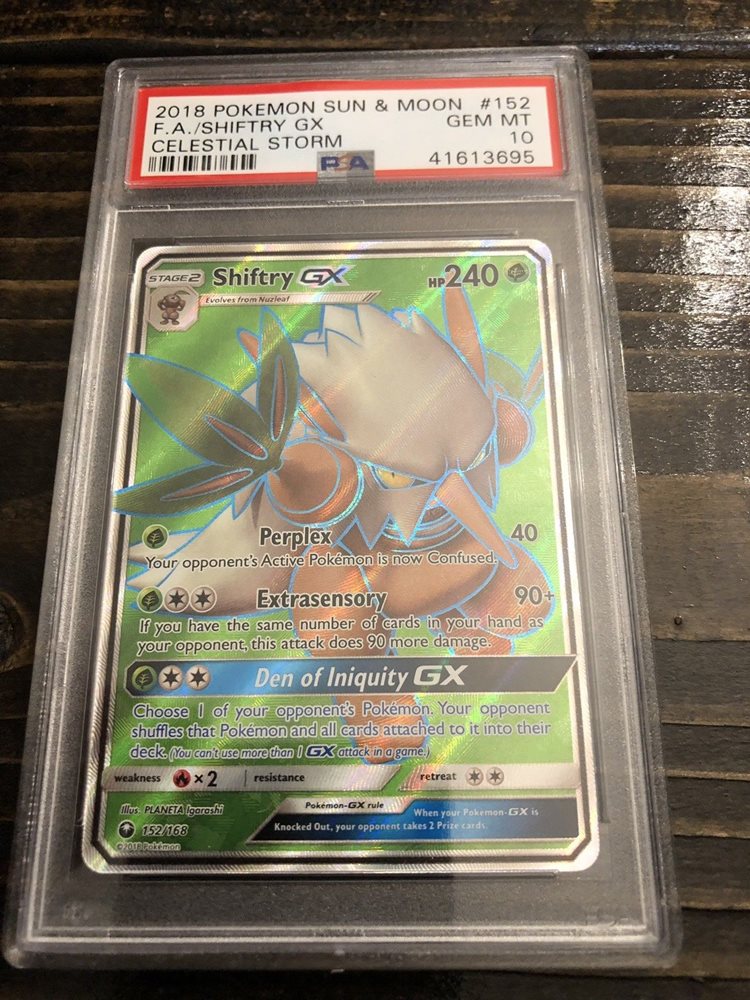 2018 POKEMON SUN & MOON #152
F.A./SHIFTRY GX GEM MT
CELESTIAL STORM 10
PSA 41613695
STAGE 2 Shiftry GX HP 240
Evolves from Nuzleaf
Perplex 40
Your opponent's Active Pokémon is now Confused.
Extrasensory 90+
If you have the same number of cards in your hand as
your opponent, this attack does 90 more damage.
Den of Iniquity GX
Choose 1 of your opponent's Pokémon. Your opponent
shuffles that Pokémon and all cards attached to it into their
deck. (You can't use more than 1 GX attack in a game.)
weakness ×2 resistance retreat
Illus. PLANETA Igarashi
Pokémon-GX rule
When your Pokémon-GX is
Knocked Out, your opponent takes 2 Prize cards.
152/168
©2018 Pokémon